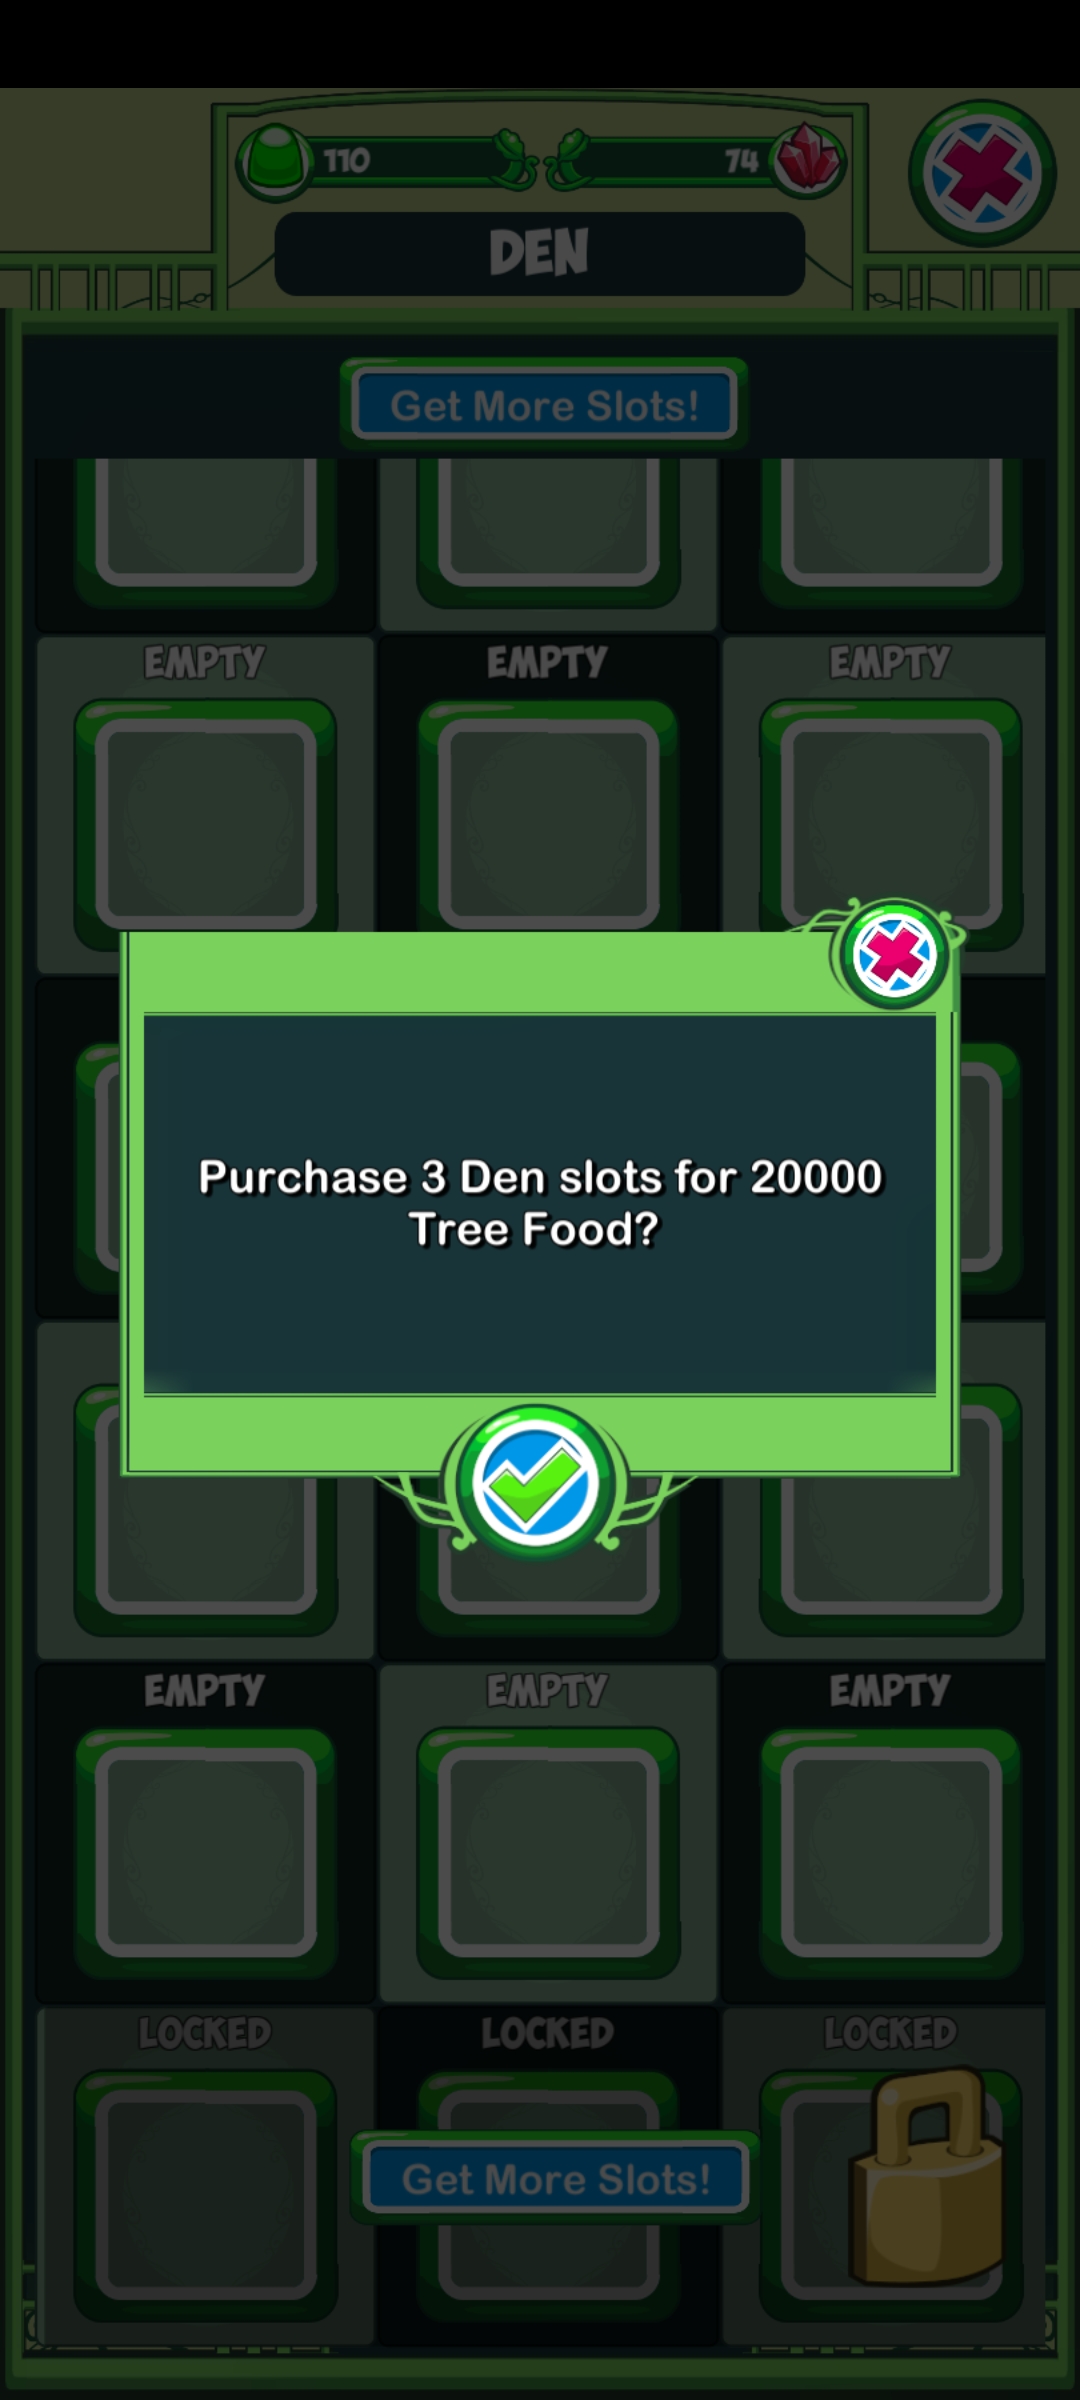 110
74
DEN
Get More Slots!
EMPTY EMPTY EMPTY
Purchase 3 Den slots for 20000
Tree Food?
EMPTY EMPTY EMPTY
LOCKED LOCKED LOCKED
Get More Slots!